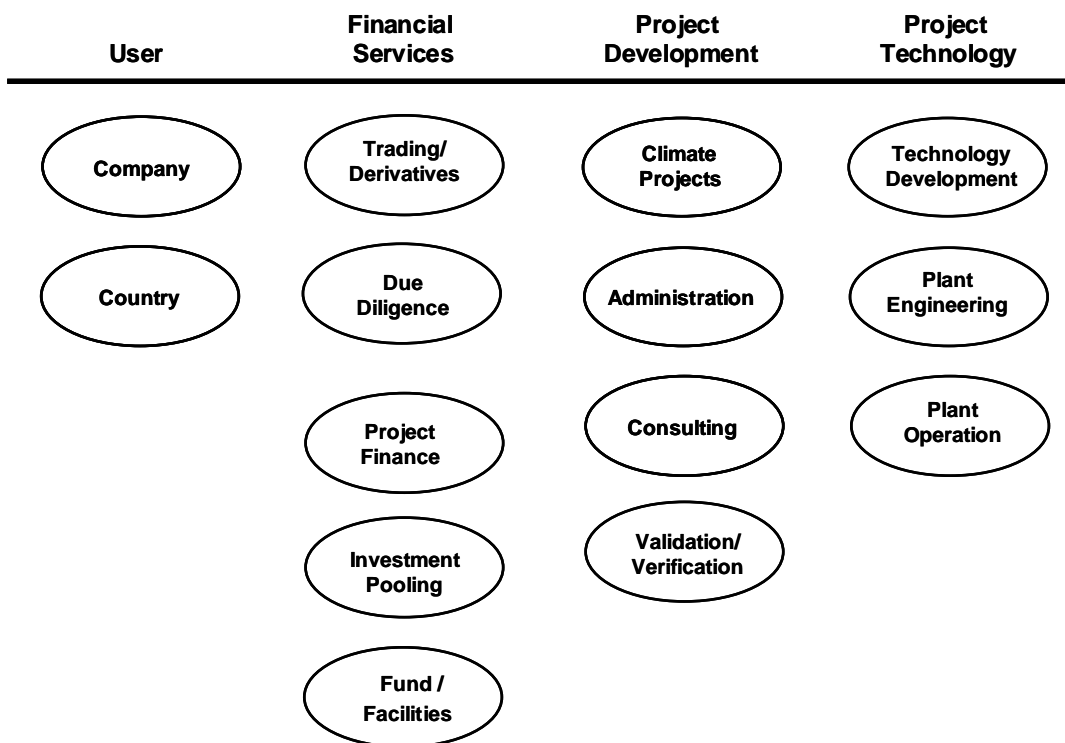 User
Financial
Services
Project
Development
Project
Technology
Company
Trading/
Derivatives
Climate
Projects
Technology
Development
Country
Due
Diligence
Administration
Plant
Engineering
Project
Finance
Consulting
Plant
Operation
Investment
Pooling
Validation/
Verification
Fund /
Facilities